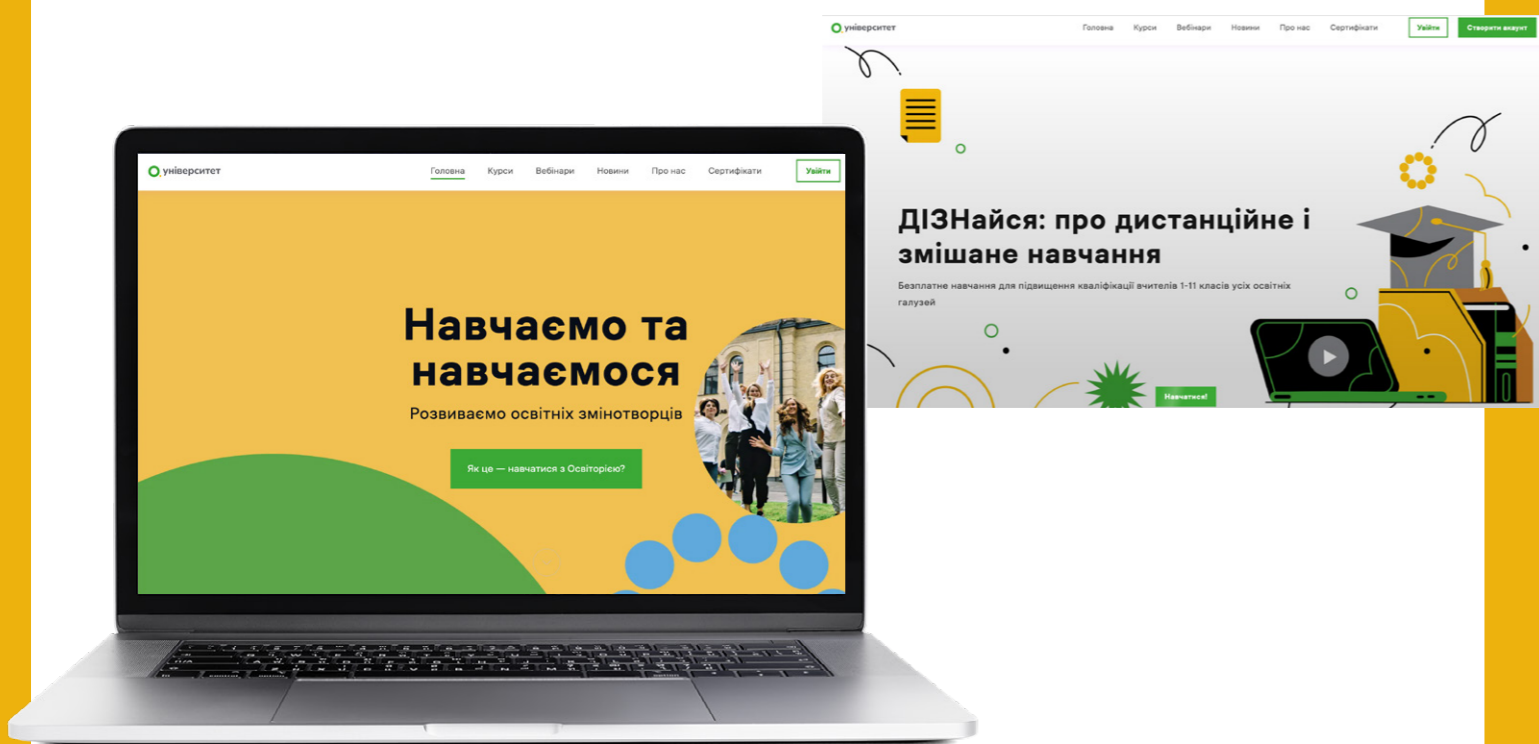 університет
Головна Курси Вебінари Новини Про нас Сертифікати Увійти Створити акаунт
ДІЗНайся: про дистанційне і
змішане навчання
Безплатне навчання для підвищення кваліфікації вчителів 1-11 класів усіх освітніх
галузей
Навчатися!
університет
Головна Курси Вебінари Новини Про нас Сертифікати Увійти
Навчаємо та
навчаємося
Розвиваємо освітніх змінотворців
Як це — навчатися з Освіторією?